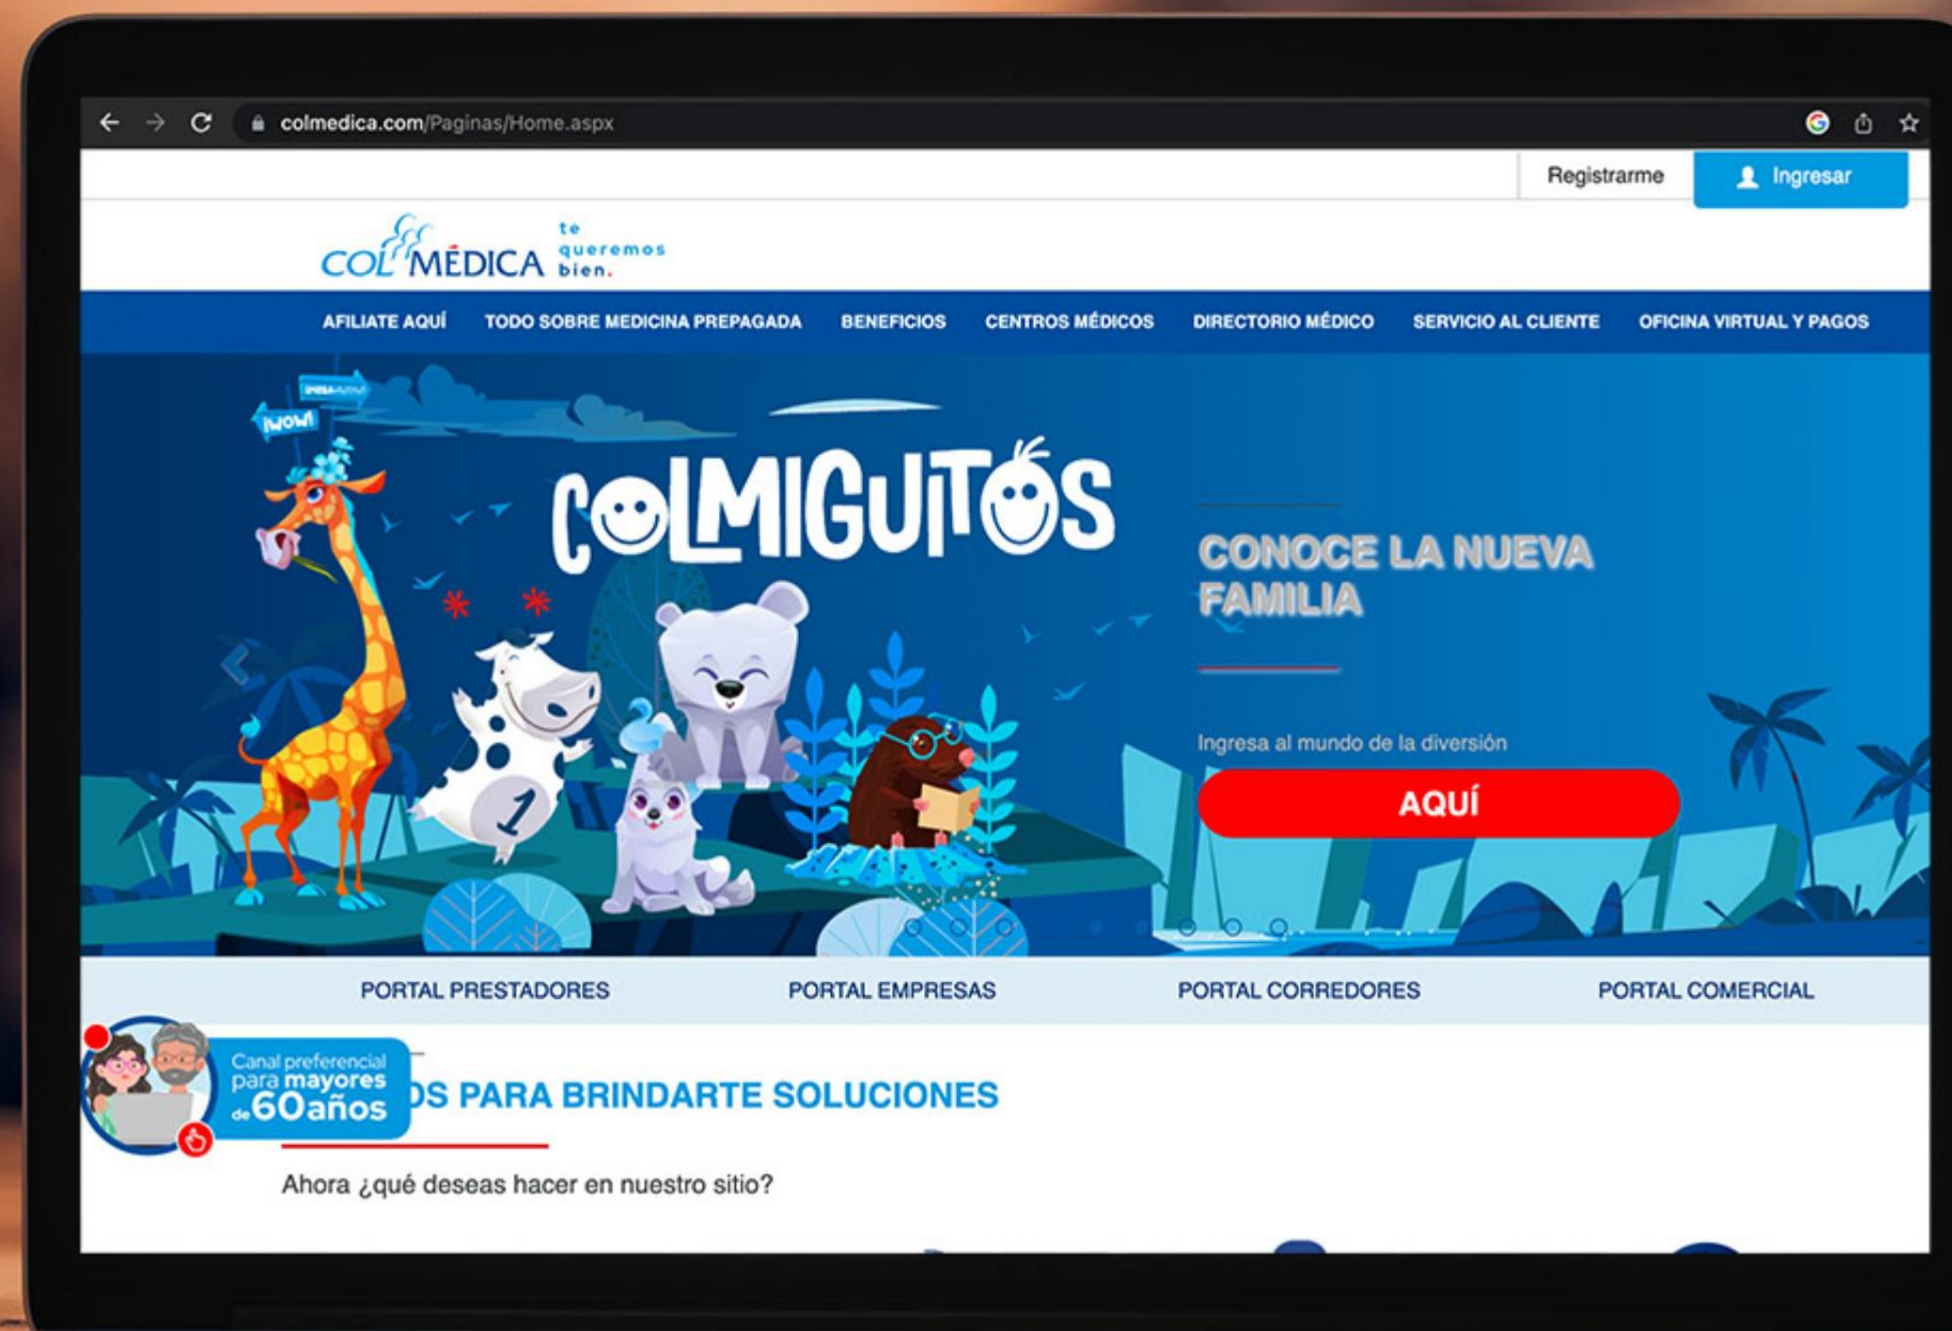 colmedica.com/Paginas/Home.aspx
Registrarme
Ingresar
COLMÉDICA
te
queremos
bien.
AFILIATE AQUÍ TODO SOBRE MEDICINA PREPAGADA BENEFICIOS CENTROS MÉDICOS DIRECTORIO MÉDICO SERVICIO AL CLIENTE OFICINA VIRTUAL Y PAGOS
¡WOW!
COLMIGUITOS
CONOCE LA NUEVA
FAMILIA
1
Ingresa al mundo de la diversión
AQUÍ
PORTAL PRESTADORES PORTAL EMPRESAS PORTAL CORREDORES PORTAL COMERCIAL
Canal preferencial
para mayores
de 60 años
OS PARA BRINDARTE SOLUCIONES
Ahora ¿qué deseas hacer en nuestro sitio?